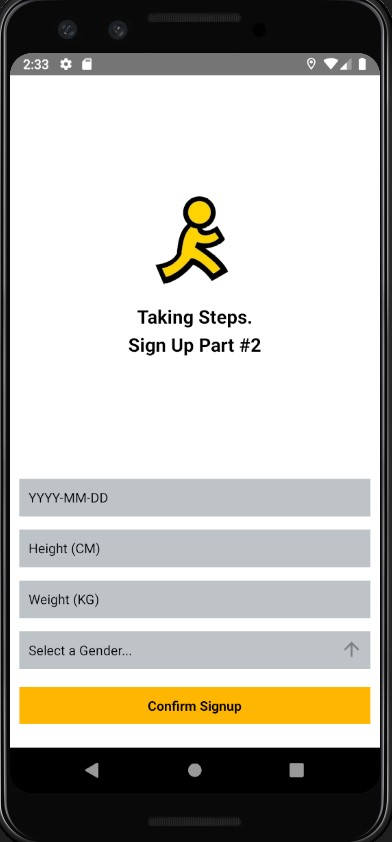 2:33
Taking Steps.
Sign Up Part #2
YYYY-MM-DD
Height (CM)
Weight (KG)
Select a Gender...
Confirm Signup